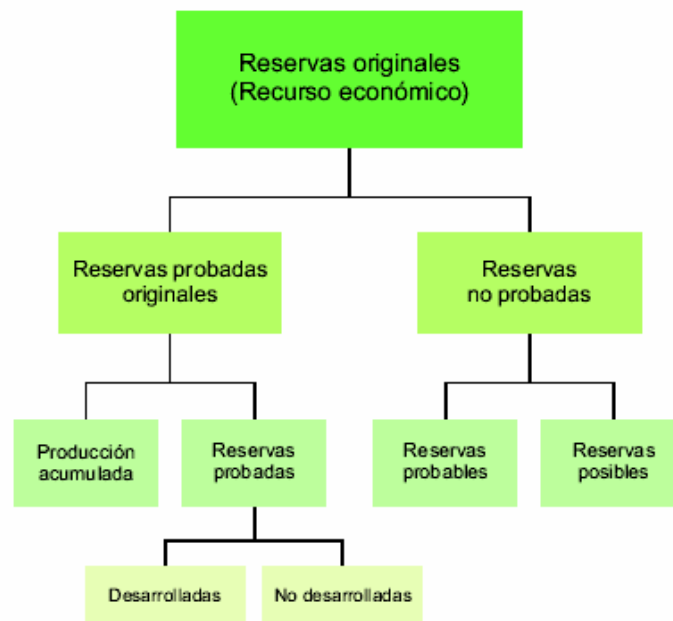 Reservas originales
(Recurso económico)
Reservas probadas
originales
Reservas
no probadas
Producción
acumulada
Reservas
probadas
Reservas
probables
Reservas
posibles
Desarrolladas
No desarrolladas